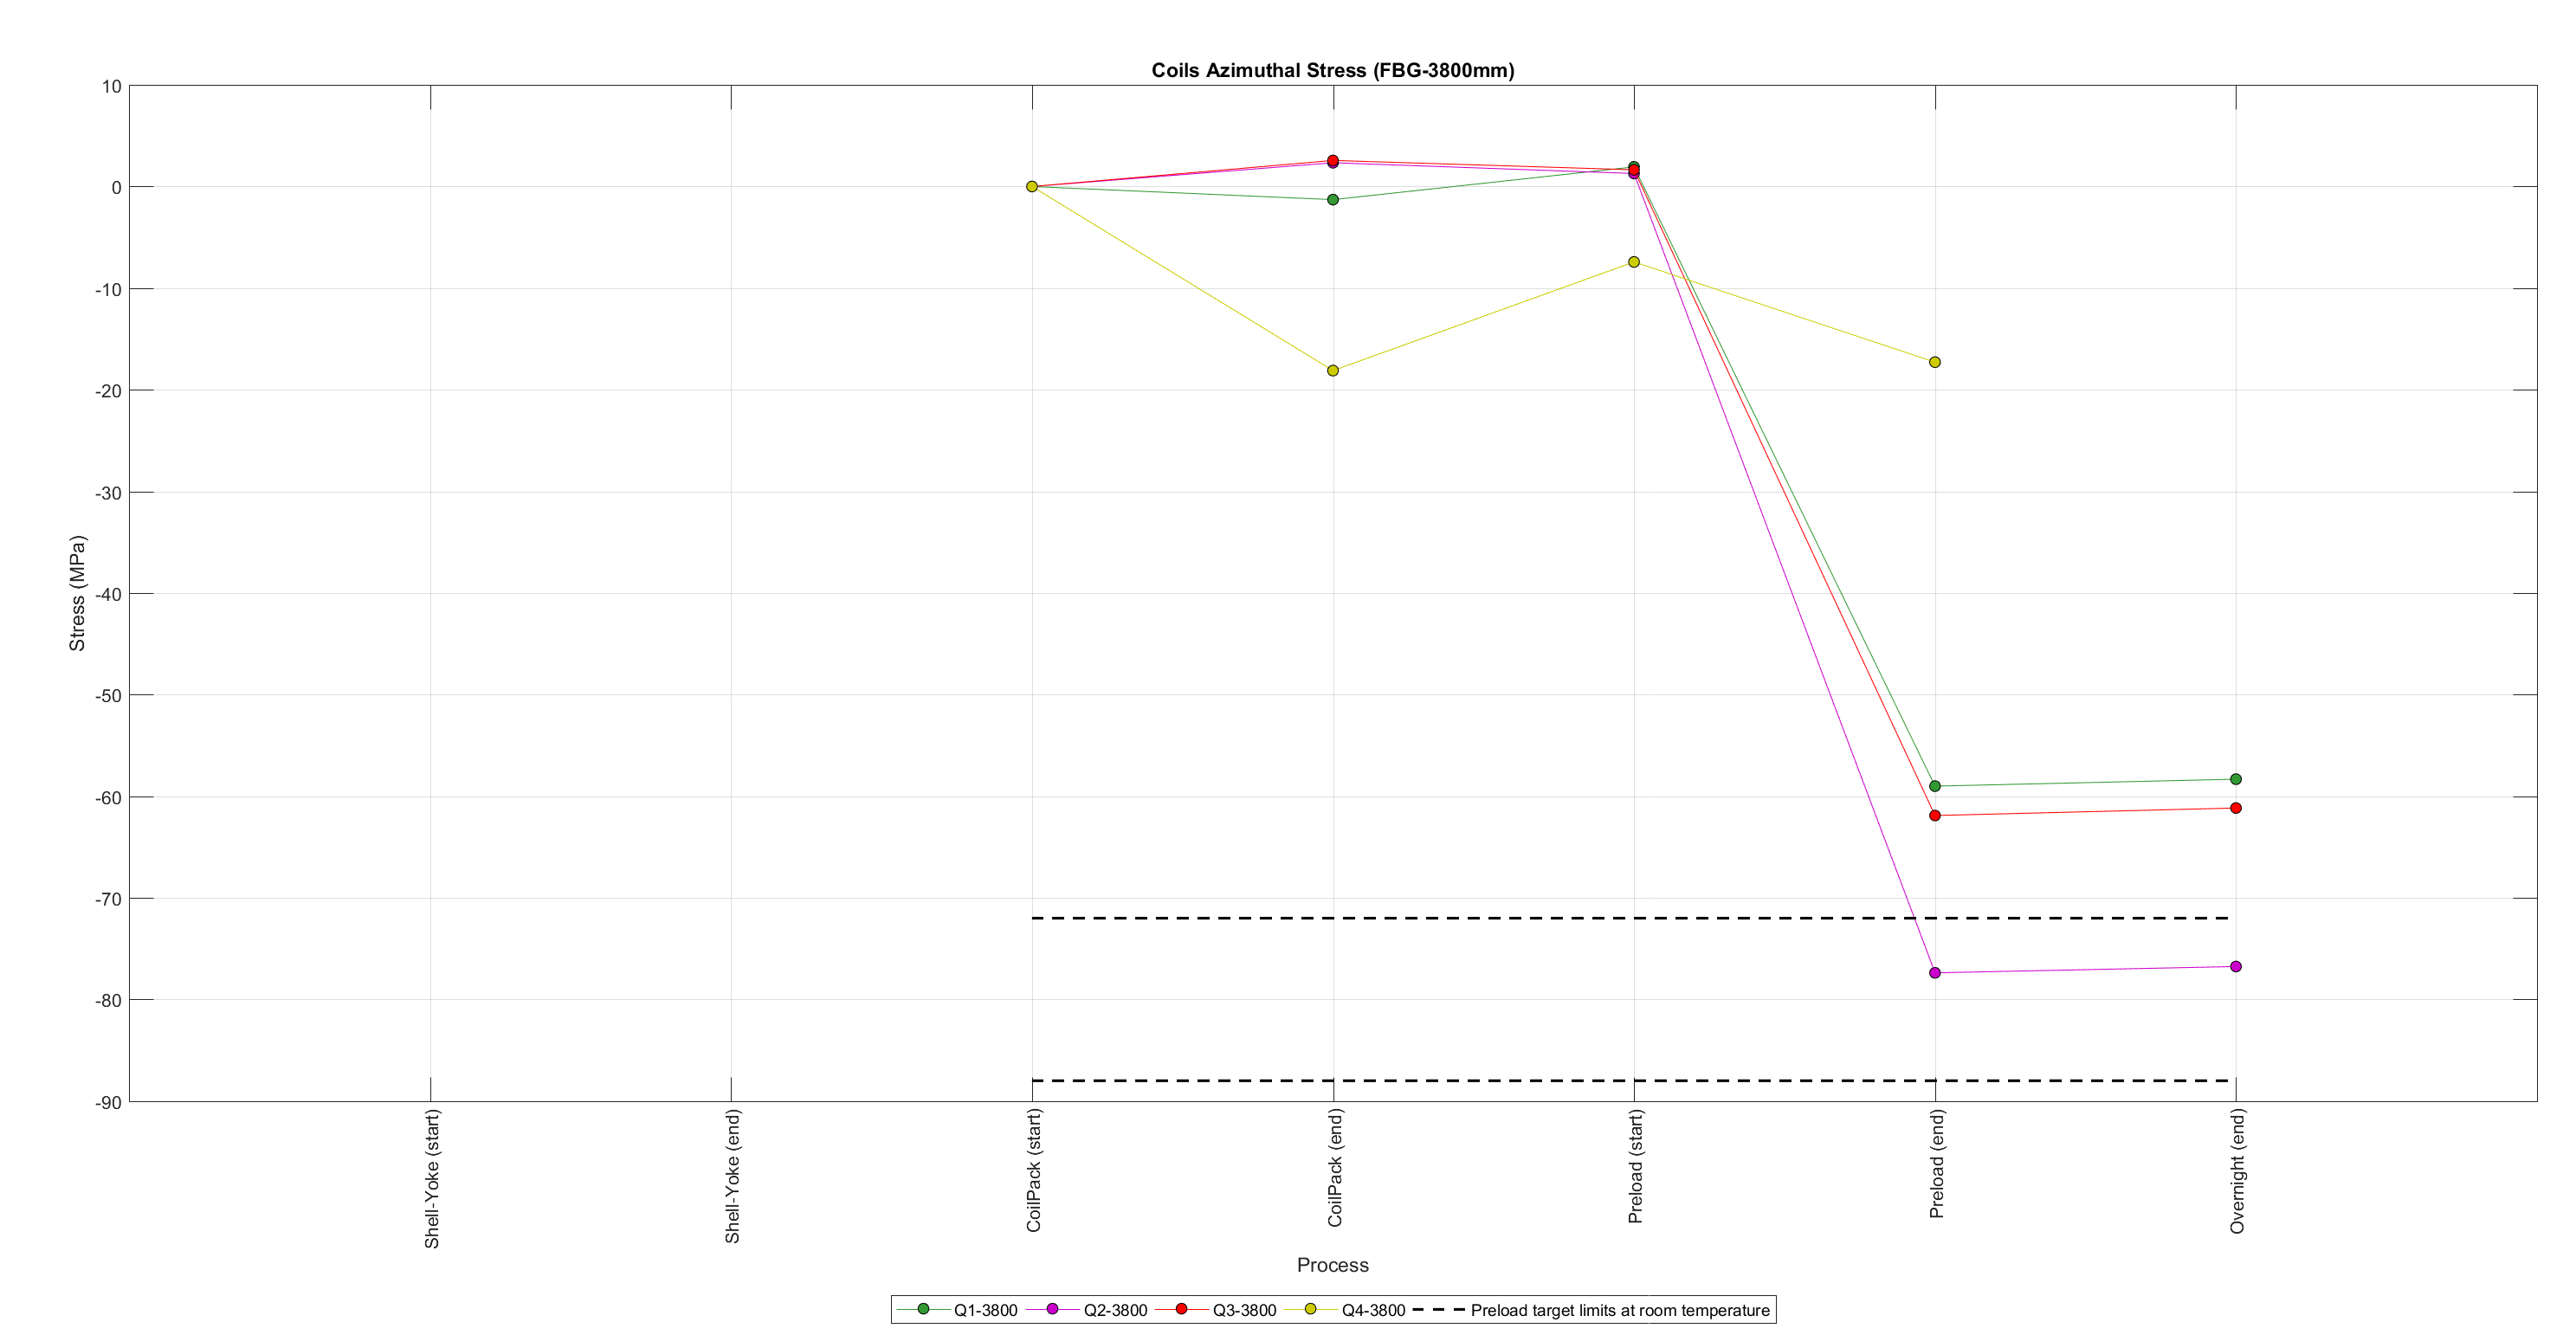 Coils Azimuthal Stress (FBG-3800mm)
10
0
-10
-20
-30
-40
-50
-60
-70
-80
-90
Stress (MPa)
Shell-Yoke (start)
Shell-Yoke (end)
CoilPack (start)
CoilPack (end)
Preload (start)
Preload (end)
Overnight (end)
Process
Q1-3800 Q2-3800 Q3-3800 Q4-3800 Preload target limits at room temperature